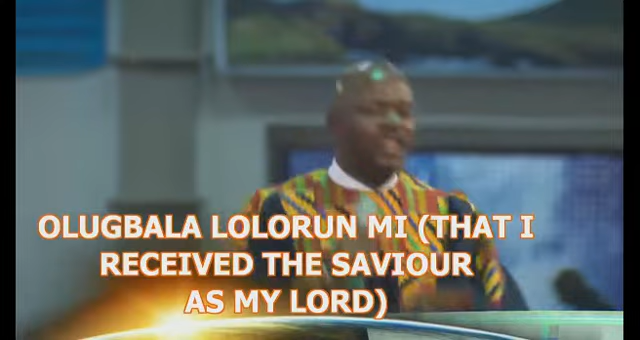 OLUGBALA LOLORUN MI (THAT I
RECEIVED THE SAVIOUR
AS MY LORD)